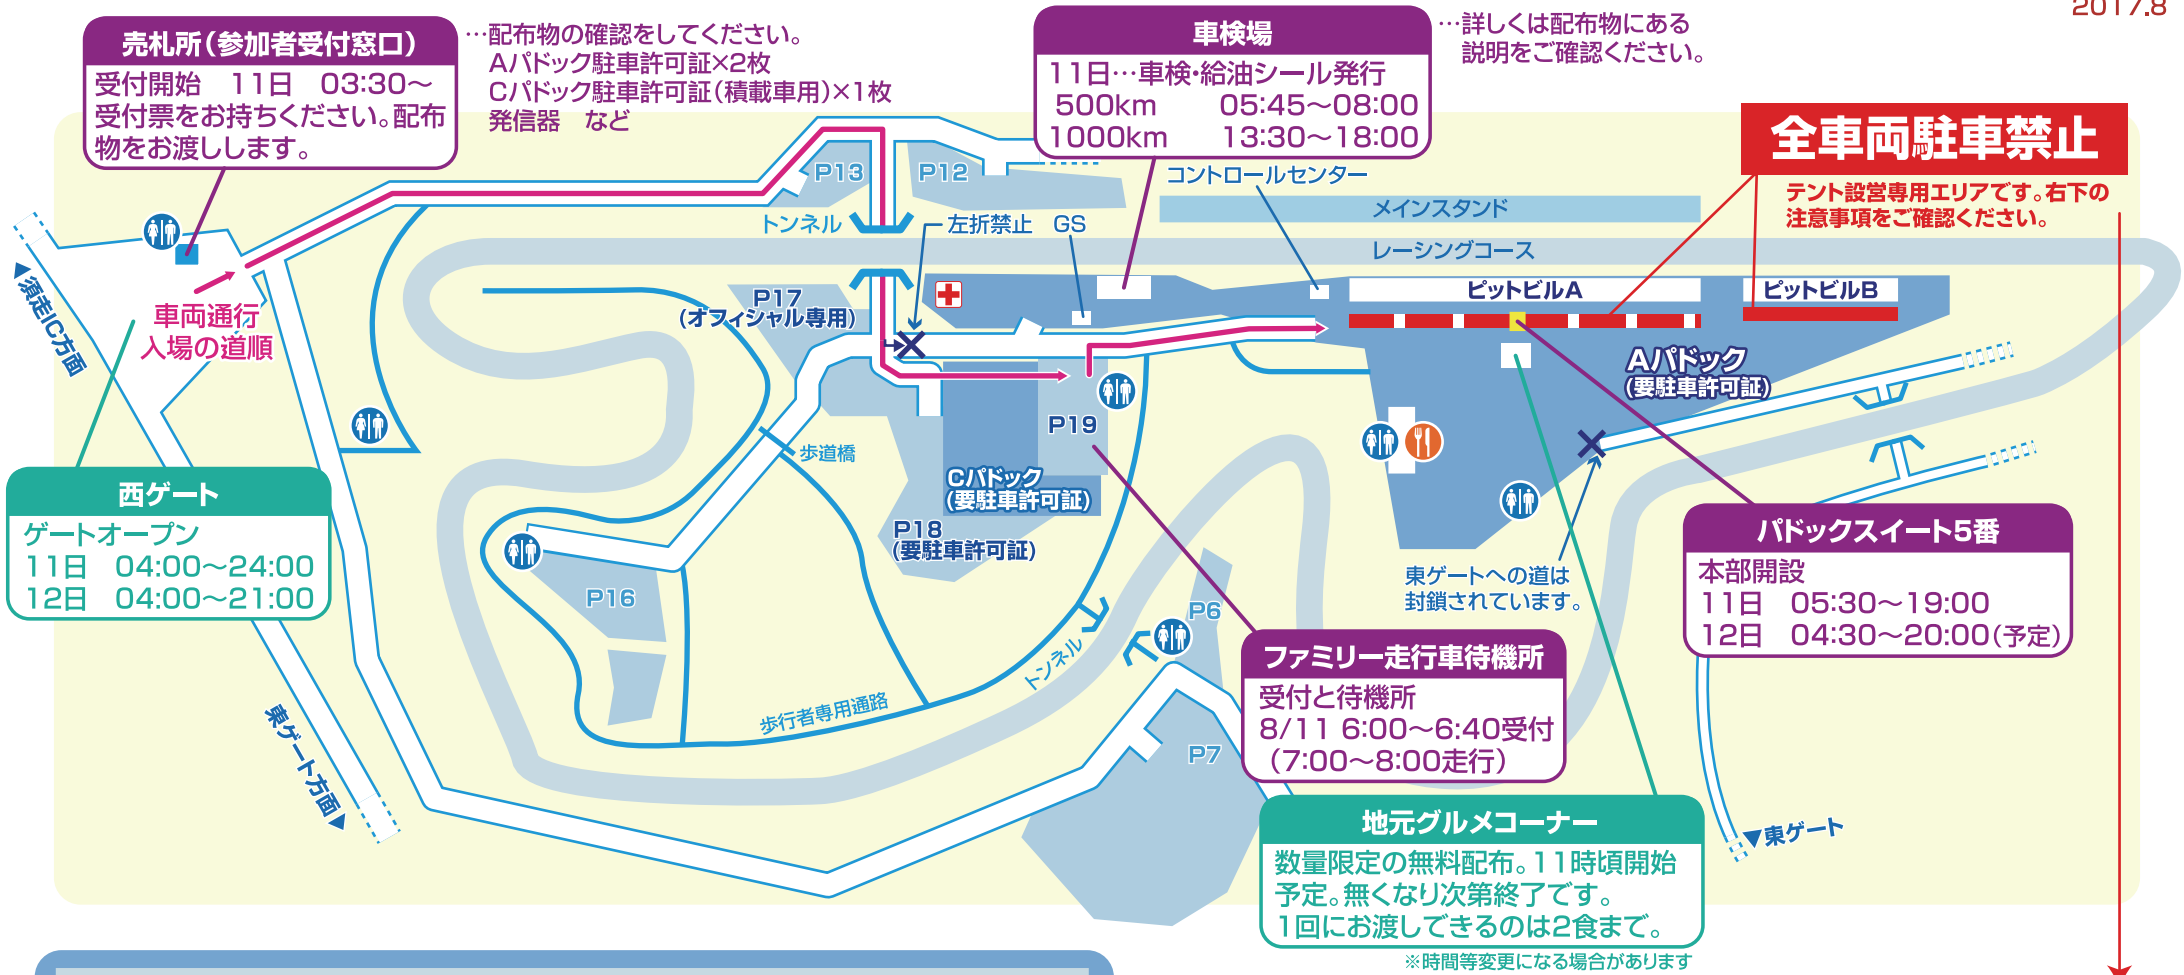 2017.8
売札所(参加者受付窓口)
受付開始　11日　03:30～
受付票をお持ちください。配布
物をお渡しします。
…配布物の確認をしてください。
Aパドック駐車許可証×2枚
Cパドック駐車許可証(積載車用)×1枚
発信器　など
車検場
11日…車検・給油シール発行
500km　05:45～08:00
1000km　13:30～18:00
…詳しくは配布物にある
説明をご確認ください。
全車両駐車禁止
テント設営専用エリアです。右下の
注意事項をご確認ください。
P13
P12
コントロールセンター
メインスタンド
トンネル
左折禁止
GS
レーシングコース
▲須走IC方面
車両通行
入場の道順
P17
(オフィシャル専用)
ピットビルA
ピットビルB
Aパドック
(要駐車許可証)
P19
歩道橋
Cパドック
(要駐車許可証)
P18
(要駐車許可証)
西ゲート
ゲートオープン
11日　04:00～24:00
12日　04:00～21:00
P16
東ゲートへの道は
封鎖されています。
パドックスイート5番
本部開設
11日　05:30～19:00
12日　04:30～20:00(予定)
P6
トンネル
ファミリー走行車待機所
受付と待機所
8/11 6:00～6:40受付
(7:00～8:00走行)
歩行者専用通路
東ゲート方面▼
P7
地元グルメコーナー
数量限定の無料配布。11時頃開始
予定。無くなり次第終了です。
1回にお渡しできるのは2食まで。
▼東ゲート
※時間等変更になる場合があります